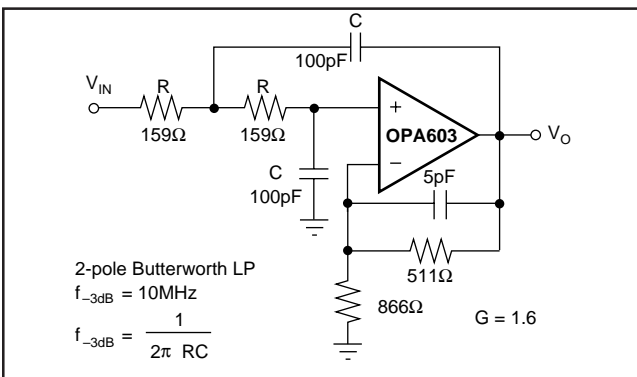 C
100pF
V_IN
R
R
159Ω
159Ω
+
OPA603
−
V_O
C
100pF
5pF
511Ω
866Ω
G = 1.6
2-pole Butterworth LP
f_−3dB = 10MHz
f_−3dB = 1 / 2π RC